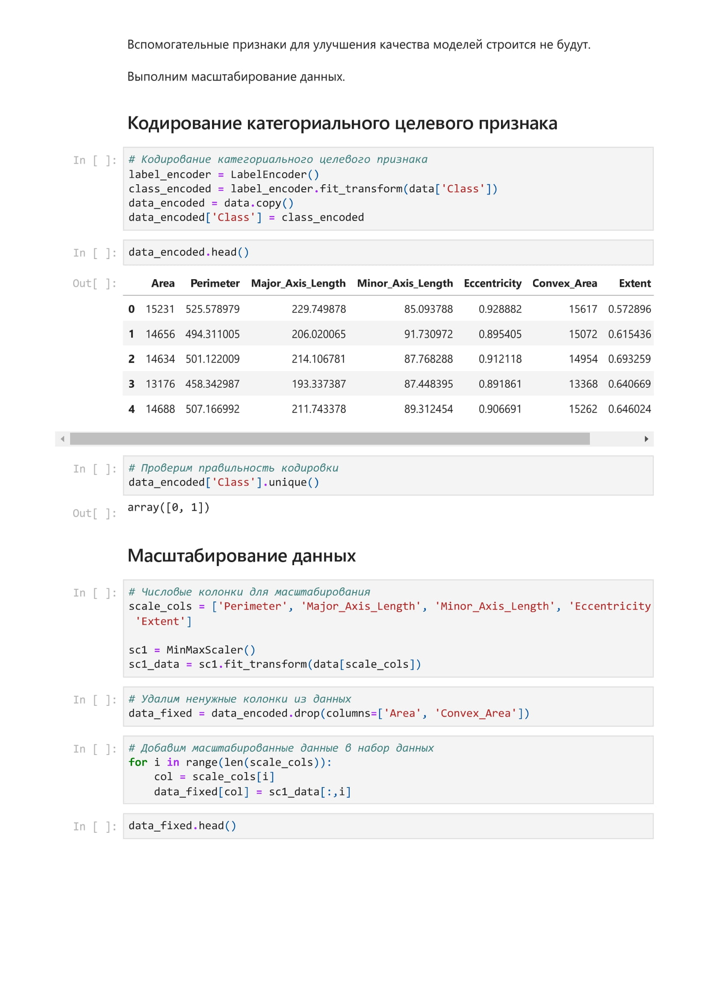 Вспомогательные признаки для улучшения качества моделей строится не будут.
Выполним масштабирование данных.
Кодирование категориального целевого признака
In [ ]:
# Кодирование категориального целевого признака
label_encoder = LabelEncoder()
class_encoded = label_encoder.fit_transform(data['Class'])
data_encoded = data.copy()
data_encoded['Class'] = class_encoded
In [ ]: data_encoded.head()
Out[ ]: Area Perimeter Major_Axis_Length Minor_Axis_Length Eccentricity Convex_Area Extent
0 15231 525.578979 229.749878 85.093788 0.928882 15617 0.572896
1 14656 494.311005 206.020065 91.730972 0.895405 15072 0.615436
2 14634 501.122009 214.106781 87.768288 0.912118 14954 0.693259
3 13176 458.342987 193.337387 87.448395 0.891861 13368 0.640669
4 14688 507.166992 211.743378 89.312454 0.906691 15262 0.646024
In [ ]:
# Проверим правильность кодировки
data_encoded['Class'].unique()
Out[ ]: array([0, 1])
Масштабирование данных
In [ ]:
# Числовые колонки для масштабирования
scale_cols = ['Perimeter', 'Major_Axis_Length', 'Minor_Axis_Length', 'Eccentricity
'Extent']
sc1 = MinMaxScaler()
sc1_data = sc1.fit_transform(data[scale_cols])
In [ ]:
# Удалим ненужные колонки из данных
data_fixed = data_encoded.drop(columns=['Area', 'Convex_Area'])
In [ ]:
# Добавим масштабированные данные в набор данных
for i in range(len(scale_cols)):
    col = scale_cols[i]
    data_fixed[col] = sc1_data[:,i]
In [ ]: data_fixed.head()